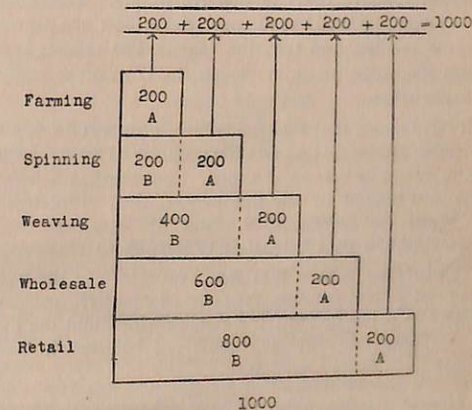 200 + 200 + 200 + 200 + 200 = 1000
Farming
200
A
Spinning
200 200
B A
Weaving
400 200
B A
Wholesale
600 200
B A
Retail
800 200
B A
1000